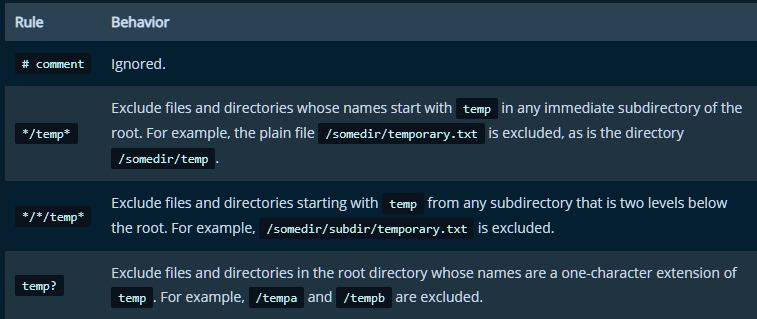 Rule Behavior
# comment Ignored.
Exclude files and directories whose names start with temp in any immediate subdirectory of the
*/temp* root. For example, the plain file /somedir/temporary.txt is excluded, as is the directory
/somedir/temp .
Exclude files and directories starting with temp from any subdirectory that is two levels below
*/*/temp* the root. For example, /somedir/subdir/temporary.txt is excluded.
Exclude files and directories in the root directory whose names are a one-character extension of
temp? temp . For example, /tempa and /tempb are excluded.